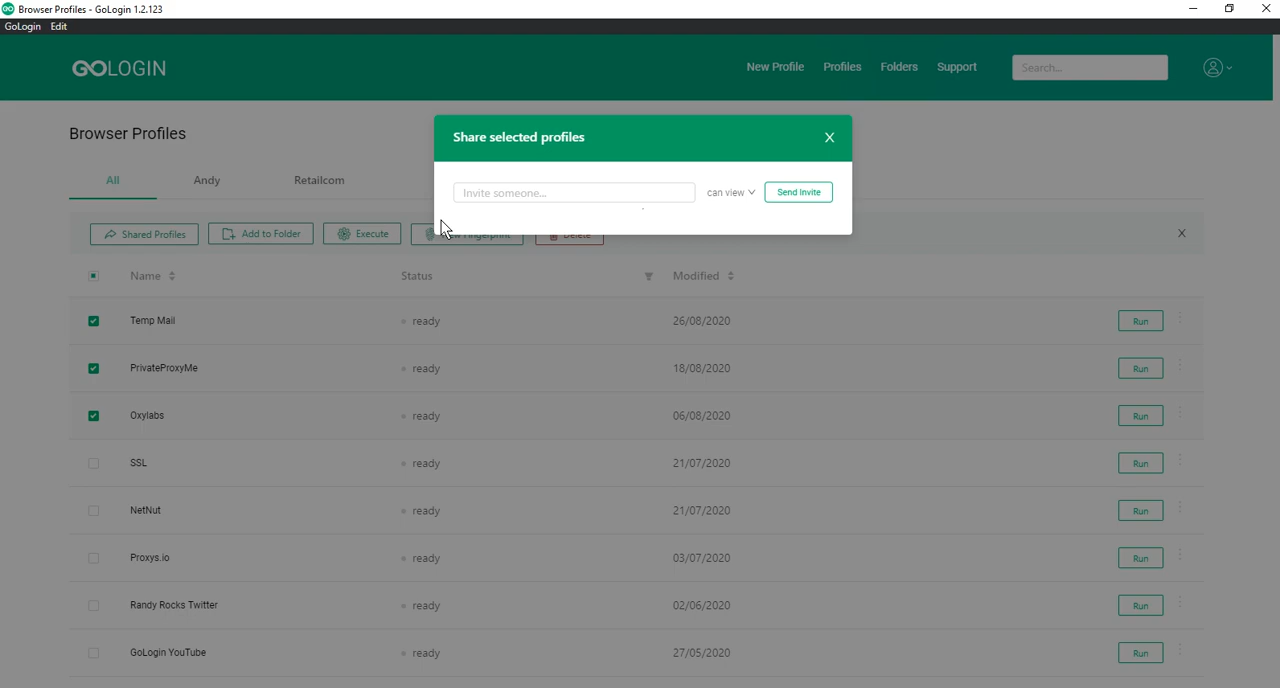 Browser Profiles - GoLogin 1.2.123
GoLogin Edit
GOLOGIN
New Profile Profiles Folders Support Search...
Browser Profiles
Share selected profiles
All Andy Retailcom
Invite someone... can view Send Invite
Shared Profiles Add to Folder Execute Fingerprint Delete
Name Status Modified
Temp Mail ready 26/08/2020 Run
PrivateProxyMe ready 18/08/2020 Run
Oxylabs ready 06/08/2020 Run
SSL ready 21/07/2020 Run
NetNut ready 21/07/2020 Run
Proxys.io ready 03/07/2020 Run
Randy Rocks Twitter ready 02/06/2020 Run
GoLogin YouTube ready 27/05/2020 Run